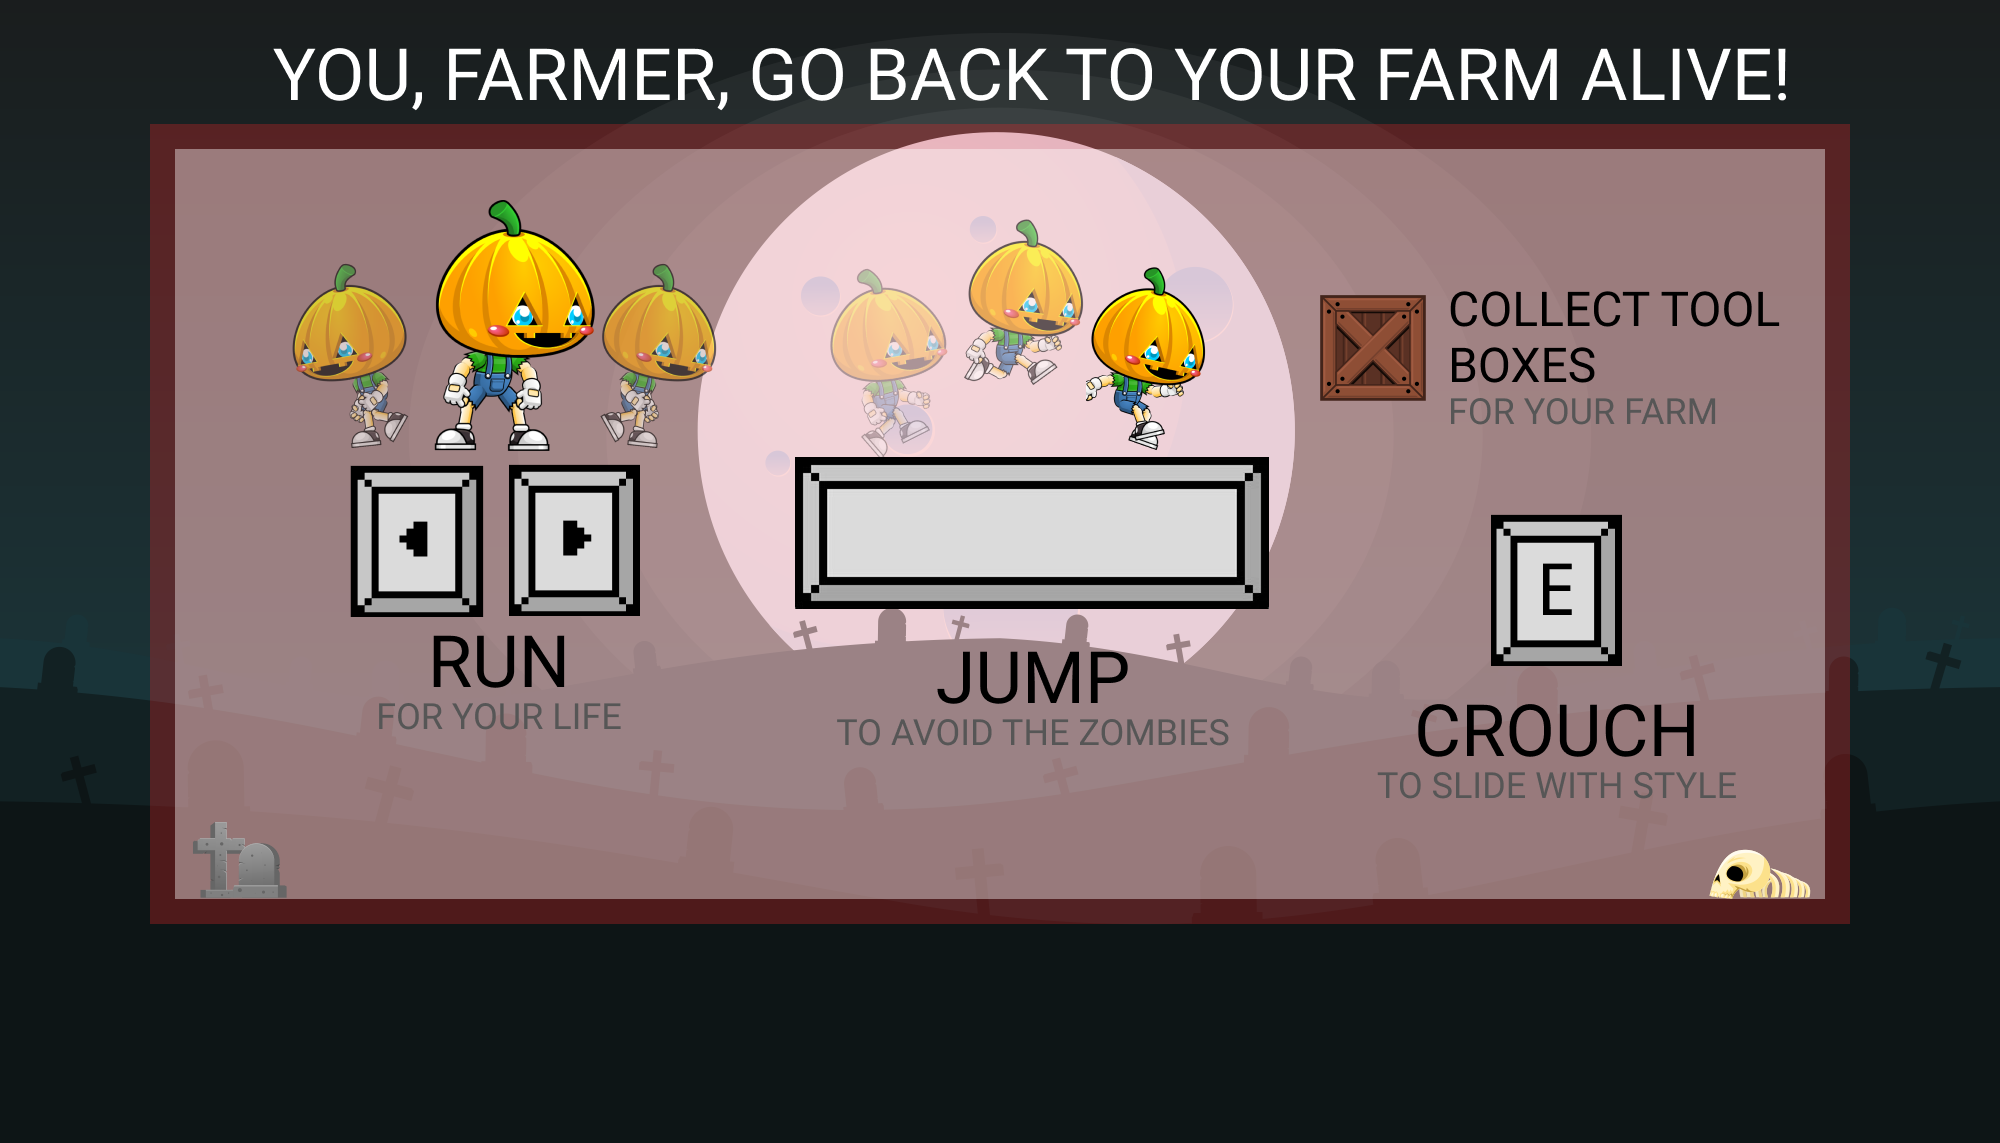 YOU, FARMER, GO BACK TO YOUR FARM ALIVE!
COLLECT TOOL
BOXES
FOR YOUR FARM
E
RUN
FOR YOUR LIFE
JUMP
TO AVOID THE ZOMBIES
CROUCH
TO SLIDE WITH STYLE